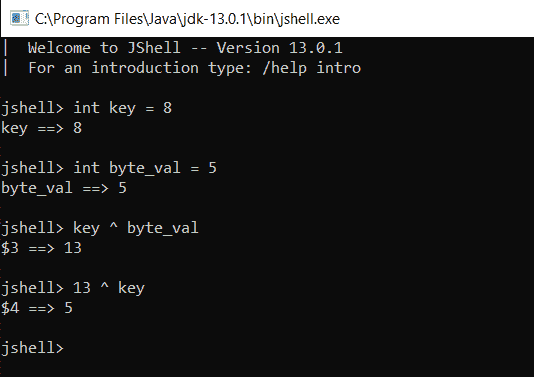 C:\Program Files\Java\jdk-13.0.1\bin\jshell.exe
|  Welcome to JShell -- Version 13.0.1
|  For an introduction type: /help intro
jshell> int key = 8
key ==> 8
jshell> int byte_val = 5
byte_val ==> 5
jshell> key ^ byte_val
$3 ==> 13
jshell> 13 ^ key
$4 ==> 5
jshell>